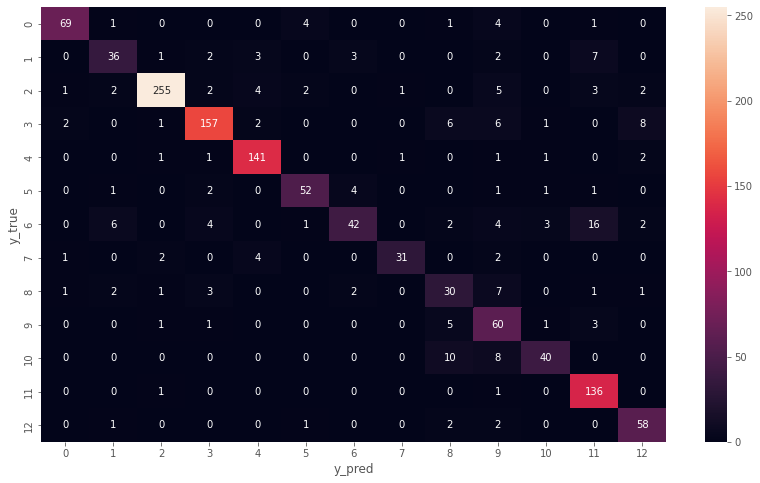 0 69 1 0 0 0 4 0 0 1 4 0 1 0
1 0 36 1 2 3 0 3 0 0 2 0 7 0
2 1 2 255 2 4 2 0 1 0 5 0 3 2
3 2 0 1 157 2 0 0 0 6 6 1 0 8
4 0 0 1 1 141 0 0 1 0 1 1 0 2
5 0 1 0 2 0 52 4 0 0 1 1 1 0
6 0 6 0 4 0 1 42 0 2 4 3 16 2
7 1 0 2 0 4 0 0 31 0 2 0 0 0
8 1 2 1 3 0 0 2 0 30 7 0 1 1
9 0 0 1 1 0 0 0 0 5 60 1 3 0
10 0 0 0 0 0 0 0 0 10 8 40 0 0
11 0 0 1 0 0 0 0 0 0 1 0 136 0
12 0 1 0 0 0 1 0 0 2 2 0 0 58
0 1 2 3 4 5 6 7 8 9 10 11 12
y_pred
y_true
250
200
150
100
50
0